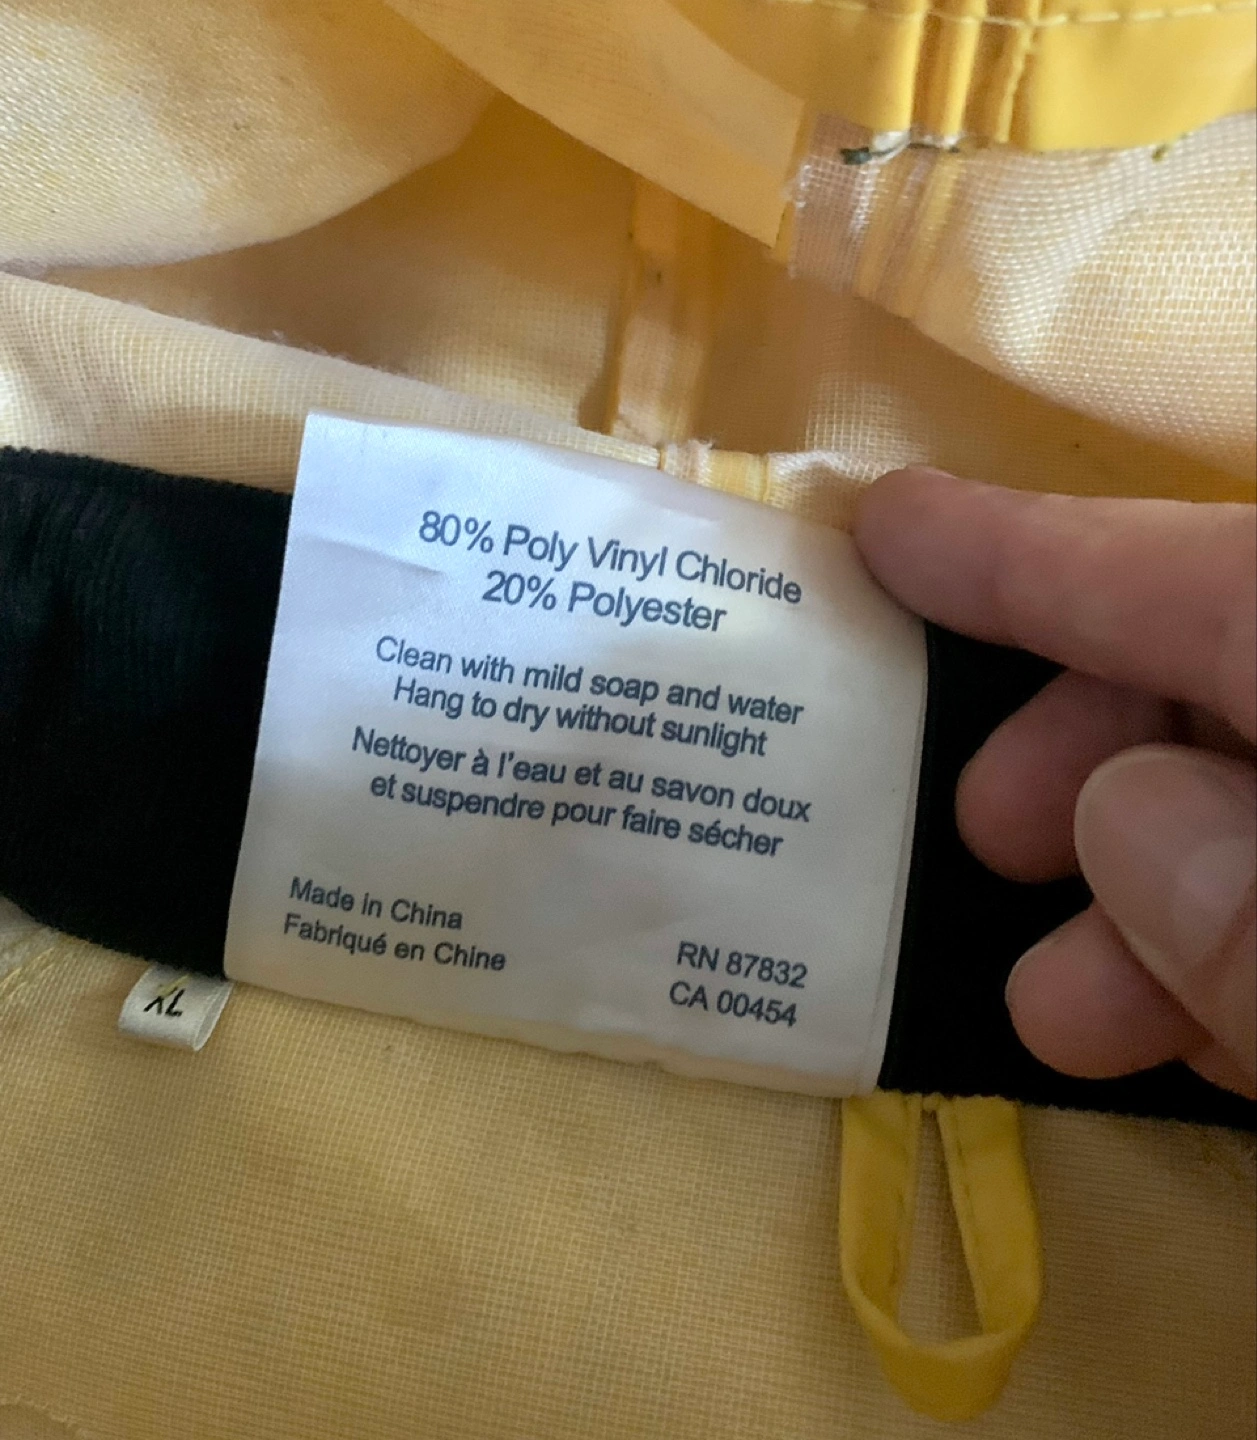 80% Poly Vinyl Chloride
20% Polyester
Clean with mild soap and water
Hang to dry without sunlight
Nettoyer à l'eau et au savon doux
et suspendre pour faire sécher
Made in China
Fabriqué en Chine
RN 87832
CA 00454
XL